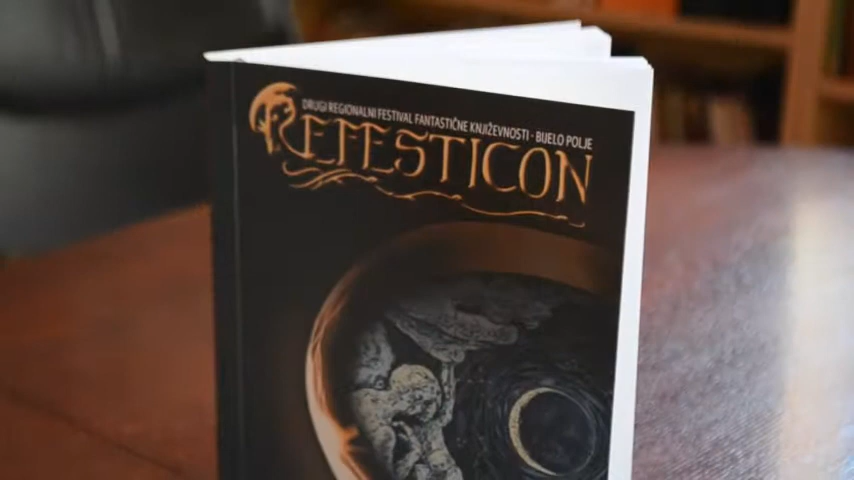 DRUGI REGIONALNI FESTIVAL FANTASTIČNE KNJIŽEVNOSTI - BIJELO POLJE
REFESTICON